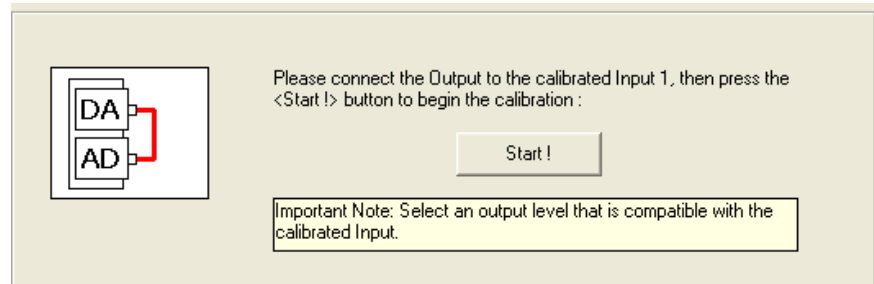 DA
AD
Please connect the Output to the calibrated Input 1, then press the
<Start !> button to begin the calibration :
Start !
Important Note: Select an output level that is compatible with the
calibrated Input.